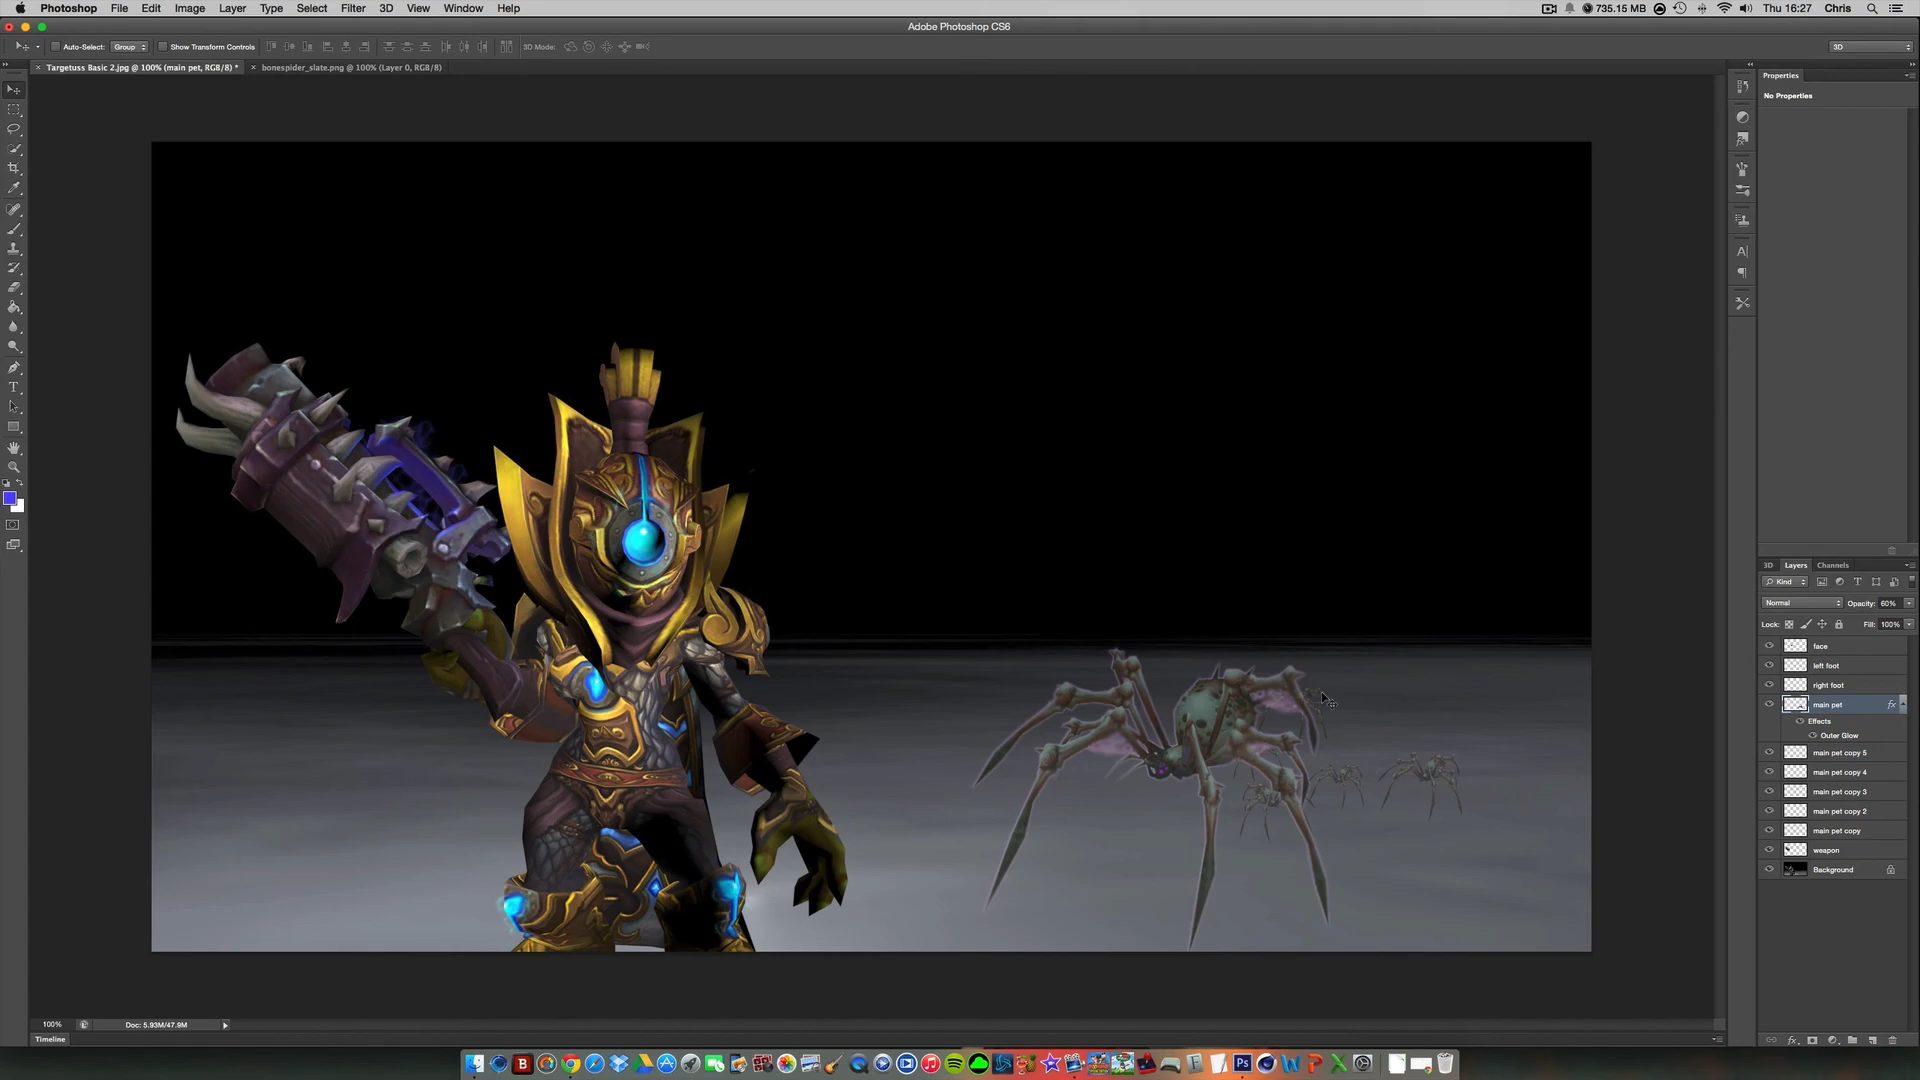 Photoshop File Edit Image Layer Type Select Filter 3D View Window Help 735.15 MB Thu 16:27 Chris
Adobe Photoshop CS6
Auto-Select: Group Show Transform Controls 3D Mode: 3D
Targetuss Basic 2.jpg @ 100% (main pet, RGB/8) * bonespider_slate.png @ 100% (Layer 0, RGB/8)
Properties
No Properties
3D Layers Channels
Kind
Normal Opacity: 60%
Lock: Fill: 100%
face
left foot
right foot
main pet fx
Effects
Outer Glow
main pet copy 5
main pet copy 4
main pet copy 3
main pet copy 2
main pet copy
weapon
Background
100% Doc: 5.93M/47.9M
Timeline